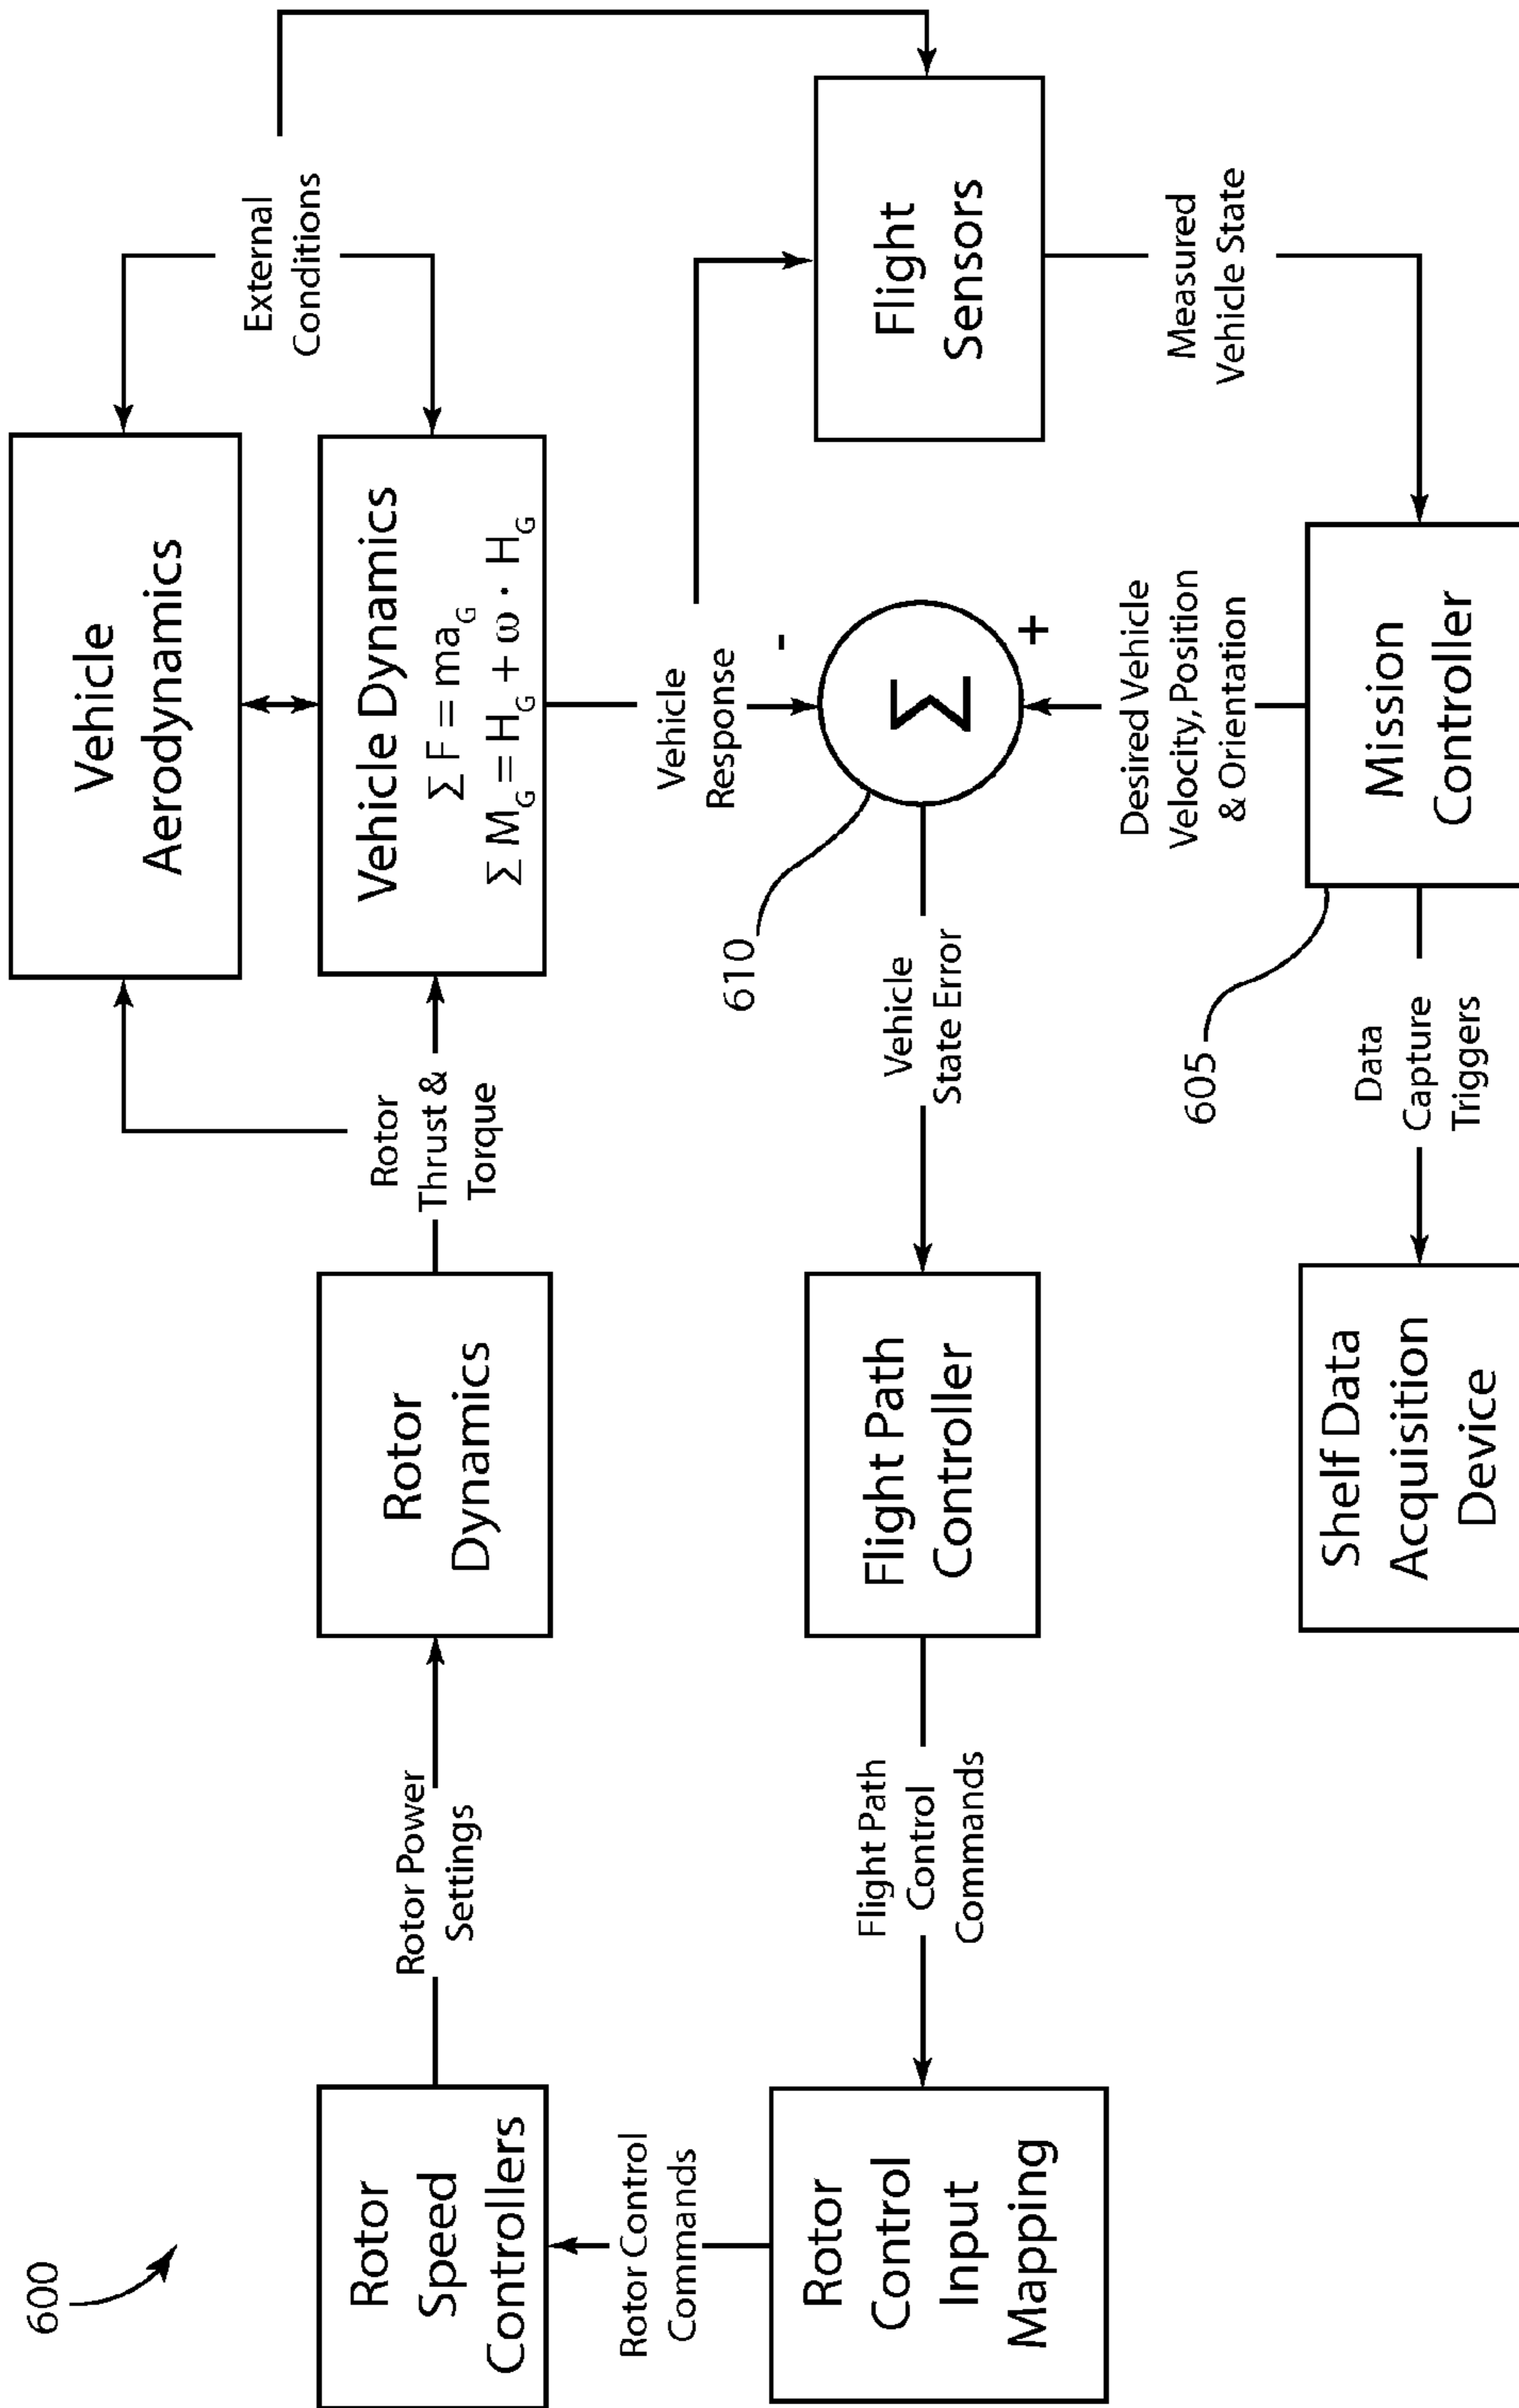 600
Vehicle
Aerodynamics
External
Conditions
Rotor
Speed
Controllers
Rotor Power
Settings
Rotor
Dynamics
Rotor
Thrust &
Torque
Vehicle Dynamics
∑ F = ma_G
∑ M_G = H_G + ω · H_G
Rotor Control
Commands
Vehicle
Response
-
610
∑
+
Flight
Sensors
Rotor
Control
Input
Mapping
Flight Path
Control
Commands
Flight Path
Controller
Vehicle
State Error
Desired Vehicle
Velocity, Position
& Orientation
Measured
Vehicle State
605
Shelf Data
Acquisition
Device
Data
Capture
Triggers
Mission
Controller